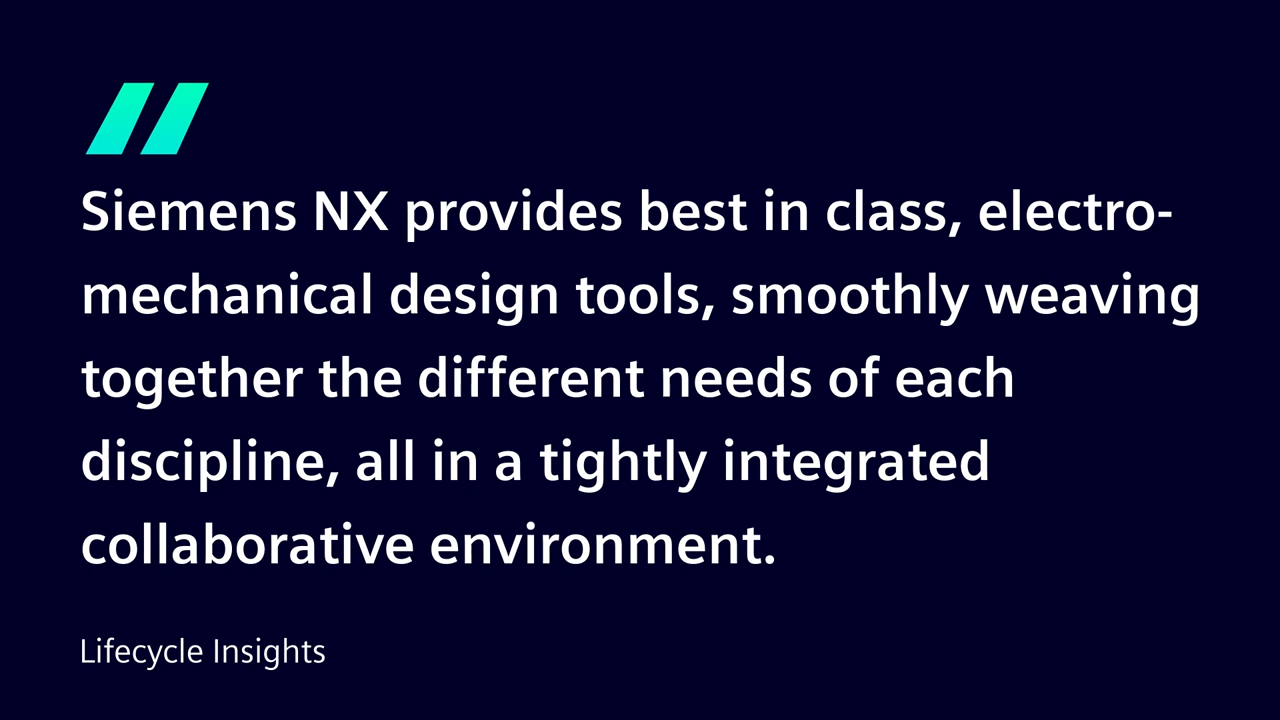 Siemens NX provides best in class, electro-
mechanical design tools, smoothly weaving
together the different needs of each
discipline, all in a tightly integrated
collaborative environment.
Lifecycle Insights